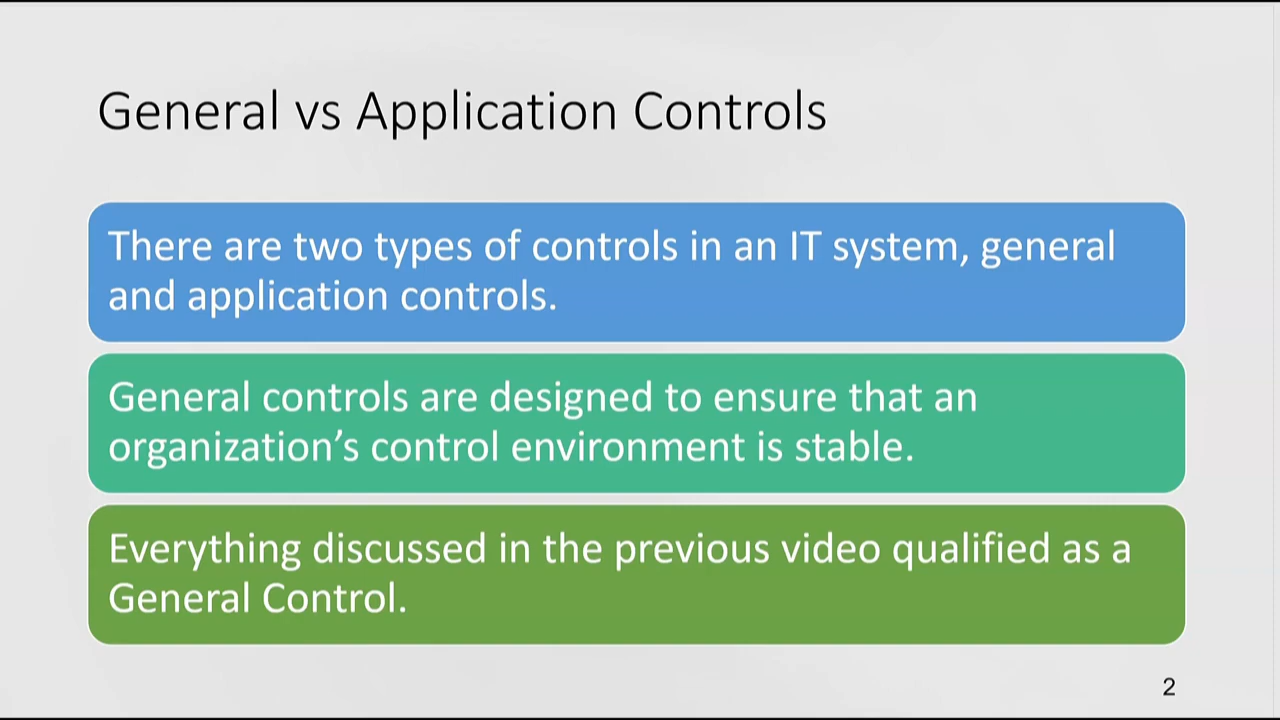 General vs Application Controls
There are two types of controls in an IT system, general
and application controls.
General controls are designed to ensure that an
organization’s control environment is stable.
Everything discussed in the previous video qualified as a
General Control.
2